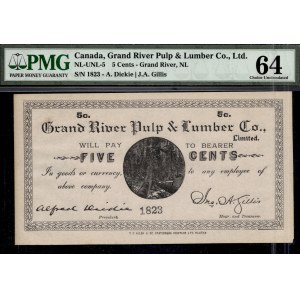 PMG
PAPER MONEY GUARANTY
Canada, Grand River Pulp & Lumber Co., Ltd.
NL-UNL-5 5 Cents - Grand River, NL
S/N 1823 - A. Dickie | J.A. Gillis
64
Choice Uncirculated
5c. 5c.
Grand River Pulp & Lumber Co.,
Limited.
WILL PAY TO BEARER
FIVE CENTS
In goods or currency, to any employee of
above company.
Alfred Dickie Jno. A. Gillis
President 1823 Sec. and Treasurer